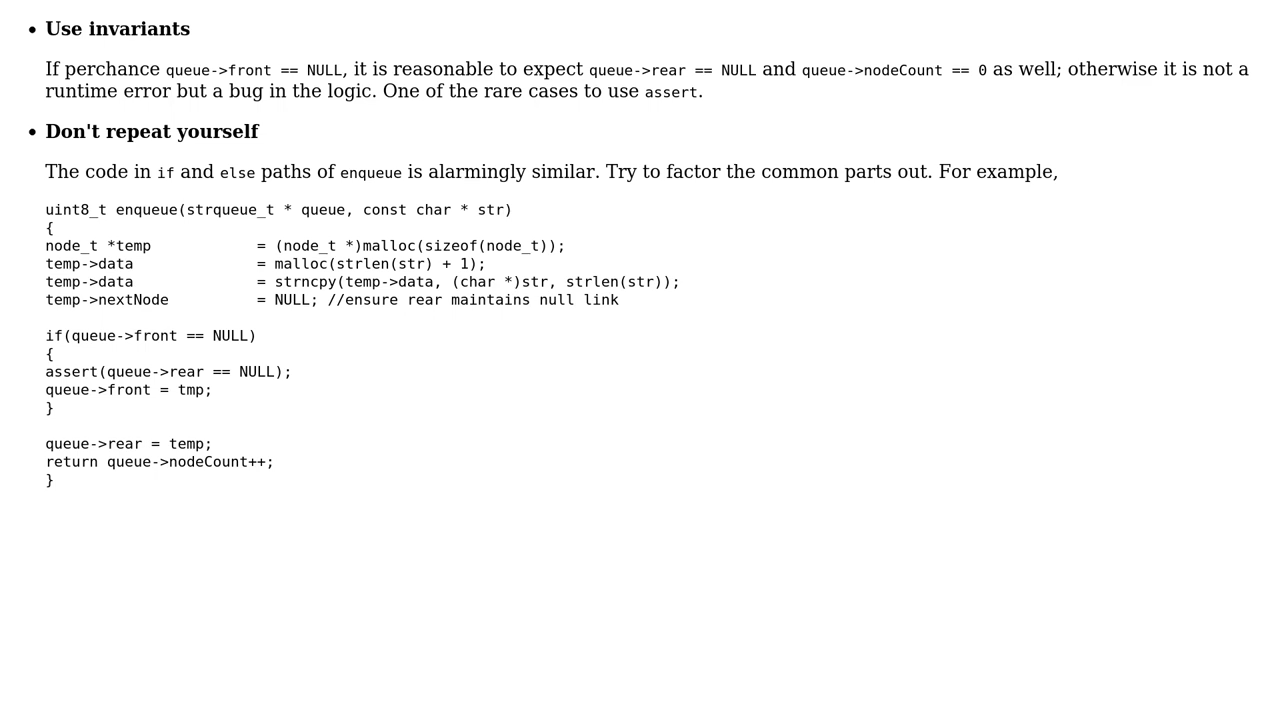 • Use invariants
If perchance queue->front == NULL, it is reasonable to expect queue->rear == NULL and queue->nodeCount == 0 as well; otherwise it is not a
runtime error but a bug in the logic. One of the rare cases to use assert.
• Don't repeat yourself
The code in if and else paths of enqueue is alarmingly similar. Try to factor the common parts out. For example,
uint8_t enqueue(strqueue_t * queue, const char * str)
{
node_t *temp            = (node_t *)malloc(sizeof(node_t));
temp->data              = malloc(strlen(str) + 1);
temp->data              = strncpy(temp->data, (char *)str, strlen(str));
temp->nextNode          = NULL; //ensure rear maintains null link
if(queue->front == NULL)
{
assert(queue->rear == NULL);
queue->front = tmp;
}
queue->rear = temp;
return queue->nodeCount++;
}